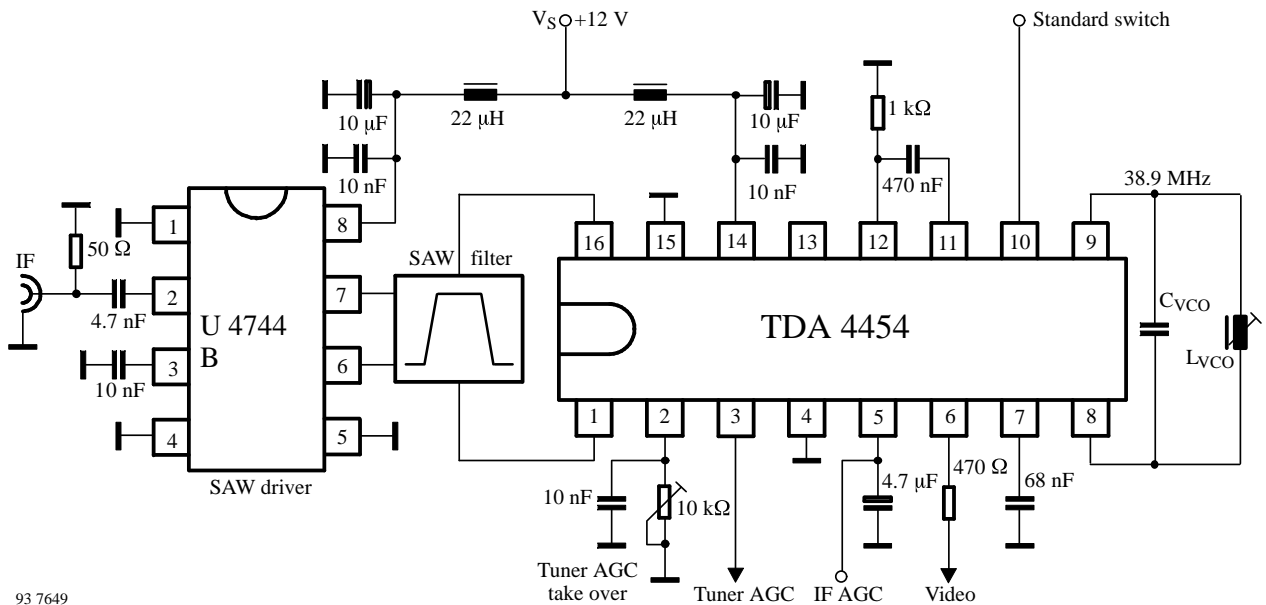 VS +12 V
Standard switch
10 µF
22 µH
22 µH
10 µF
1 kΩ
10 nF
10 nF
470 nF
38.9 MHz
1
8
50 Ω
IF
SAW filter
16
15
14
13
12
11
10
9
2
7
4.7 nF
U 4744
B
TDA 4454
CVCO
LVCO
3
6
10 nF
4
5
SAW driver
1
2
3
4
5
6
7
8
10 nF
10 kΩ
4.7 µF
470 Ω
68 nF
Tuner AGC
take over
Tuner AGC
IF AGC
Video
93 7649